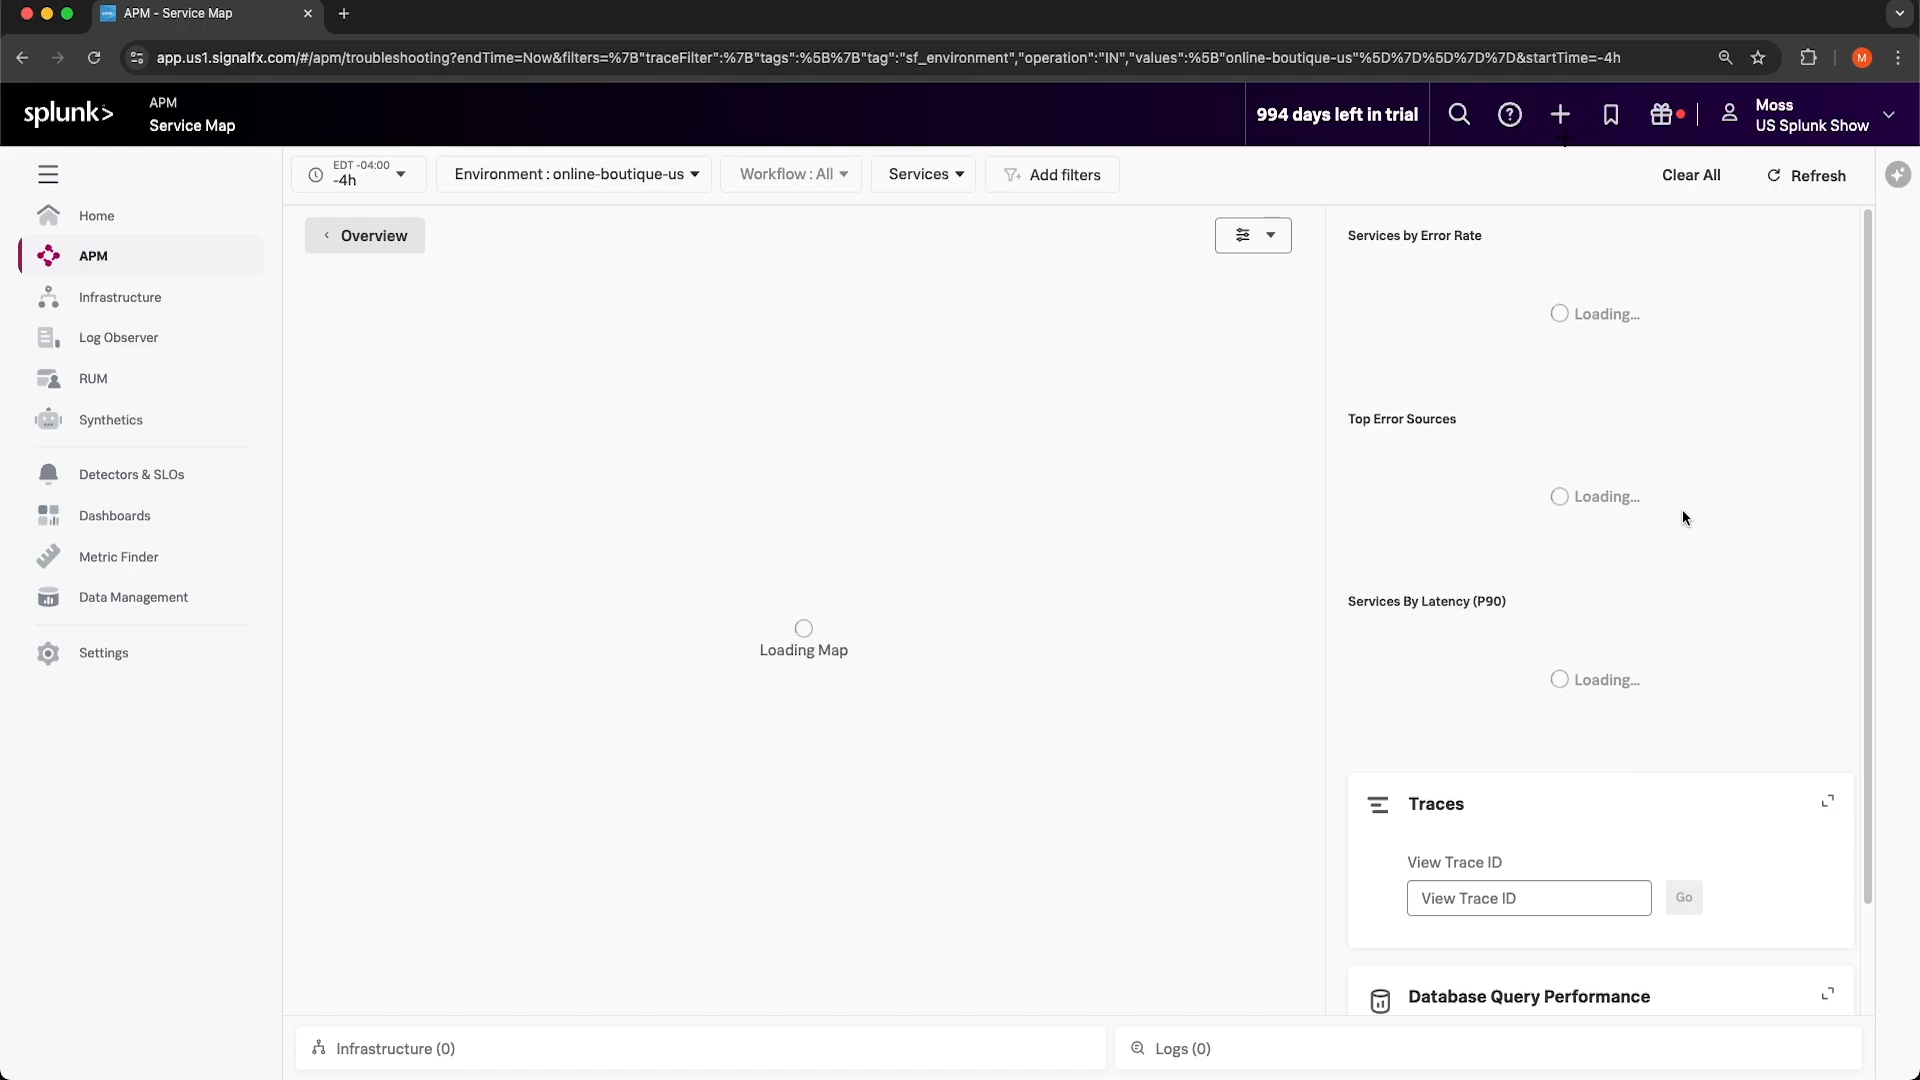 APM - Service Map
app.us1.signalfx.com/#/apm/troubleshooting?endTime=Now&filters=%7B"traceFilter":%7B"tags":%5B%7B"tag":"sf_environment","operation":"IN","values":%5B"online-boutique-us"%5D%7D%5D%7D%7D&startTime=-4h
M
splunk>
APM
Service Map
994 days left in trial
Moss
US Splunk Show
EDT -04:00
-4h
Environment : online-boutique-us
Workflow : All
Services
Add filters
Clear All
Refresh
Home
APM
Infrastructure
Log Observer
RUM
Synthetics
Detectors & SLOs
Dashboards
Metric Finder
Data Management
Settings
Overview
Loading Map
Services by Error Rate
Loading...
Top Error Sources
Loading...
Services By Latency (P90)
Loading...
Traces
View Trace ID
View Trace ID
Go
Database Query Performance
Infrastructure (0)
Logs (0)